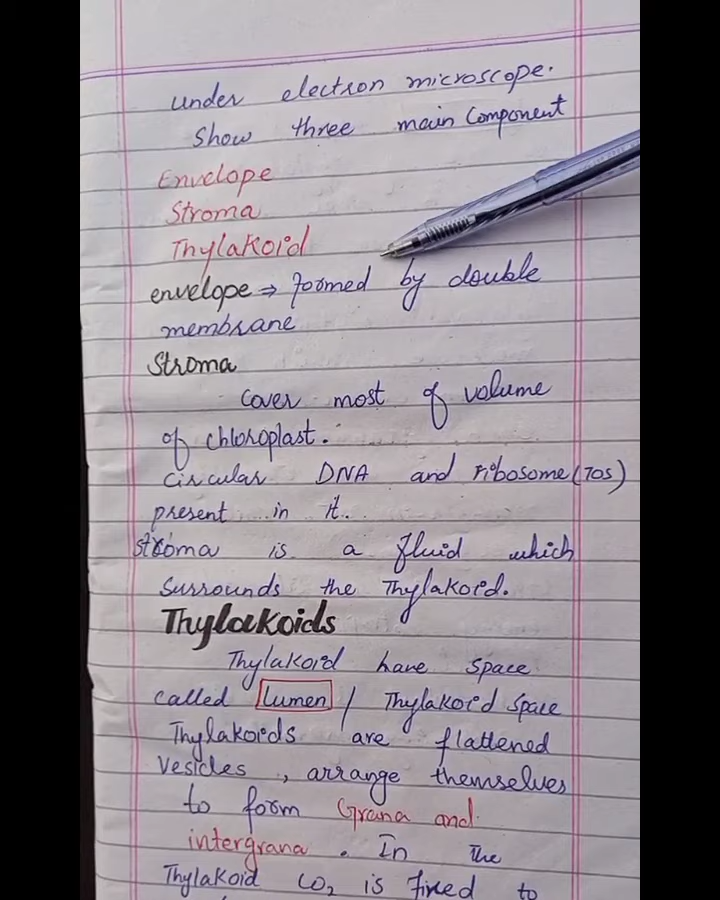 under electron microscope.
Show three main Component
Envelope
Stroma
Thylakoid
envelope ⇒ formed by double
membrane
Stroma
cover most of volume
of chloroplast.
circular DNA and ribosome (70s)
present in it.
stroma is a fluid which
surrounds the Thylakoid.
Thylakoids
Thylakoid have space
called lumen / Thylakoid space
Thylakoids are flattened
vesicles , arrange themselves
to form Grana and
intergrana . In the
Thylakoid CO₂ is fixed to